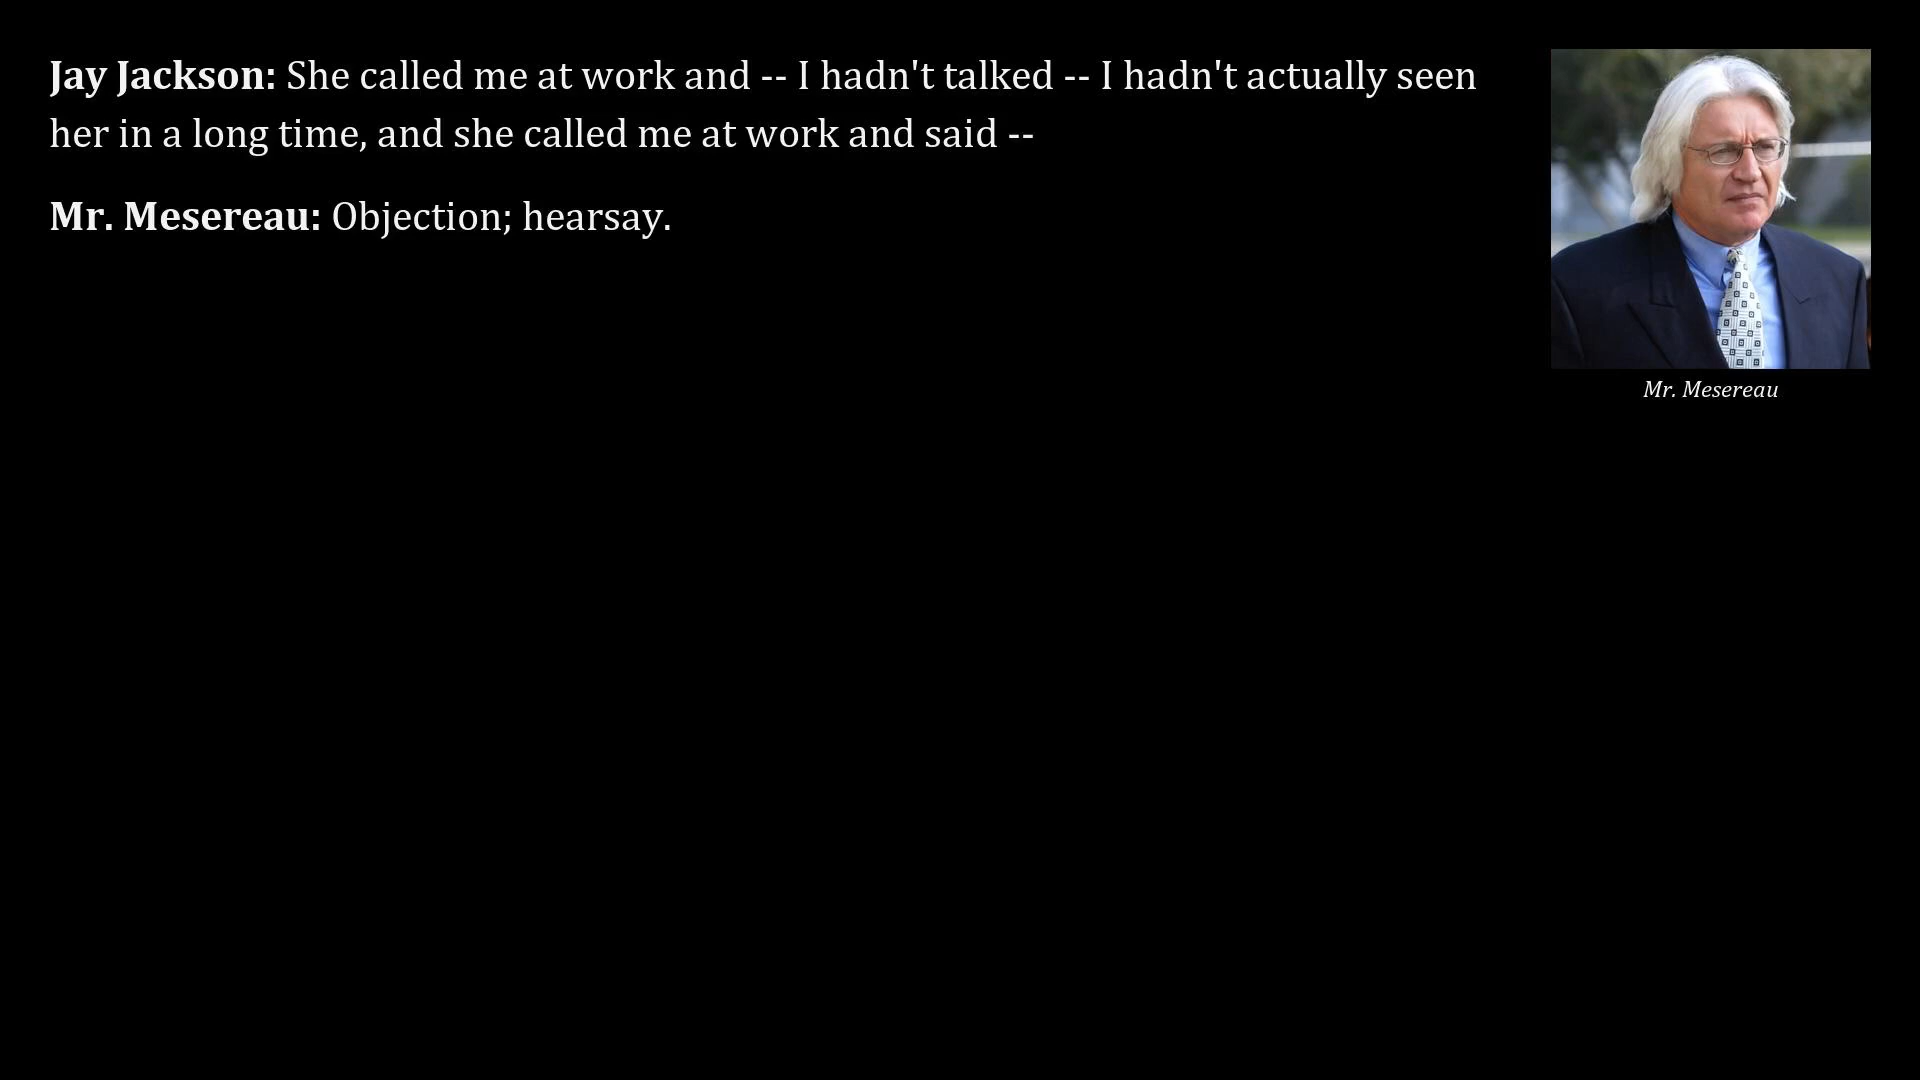 Jay Jackson: She called me at work and -- I hadn't talked -- I hadn't actually seen
her in a long time, and she called me at work and said --
Mr. Mesereau: Objection; hearsay.
Mr. Mesereau